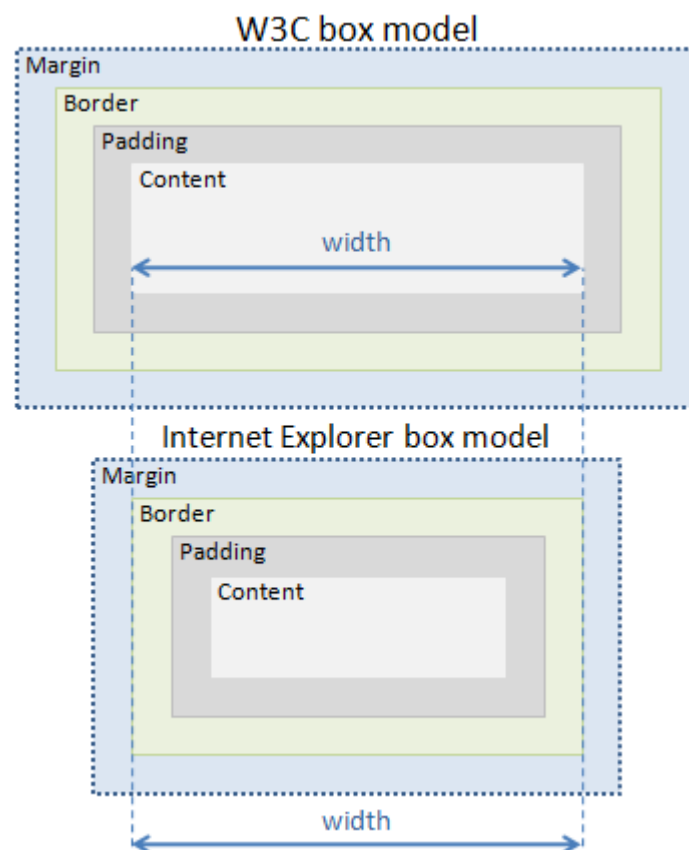 W3C box model
Margin
Border
Padding
Content
width
Internet Explorer box model
Margin
Border
Padding
Content
width